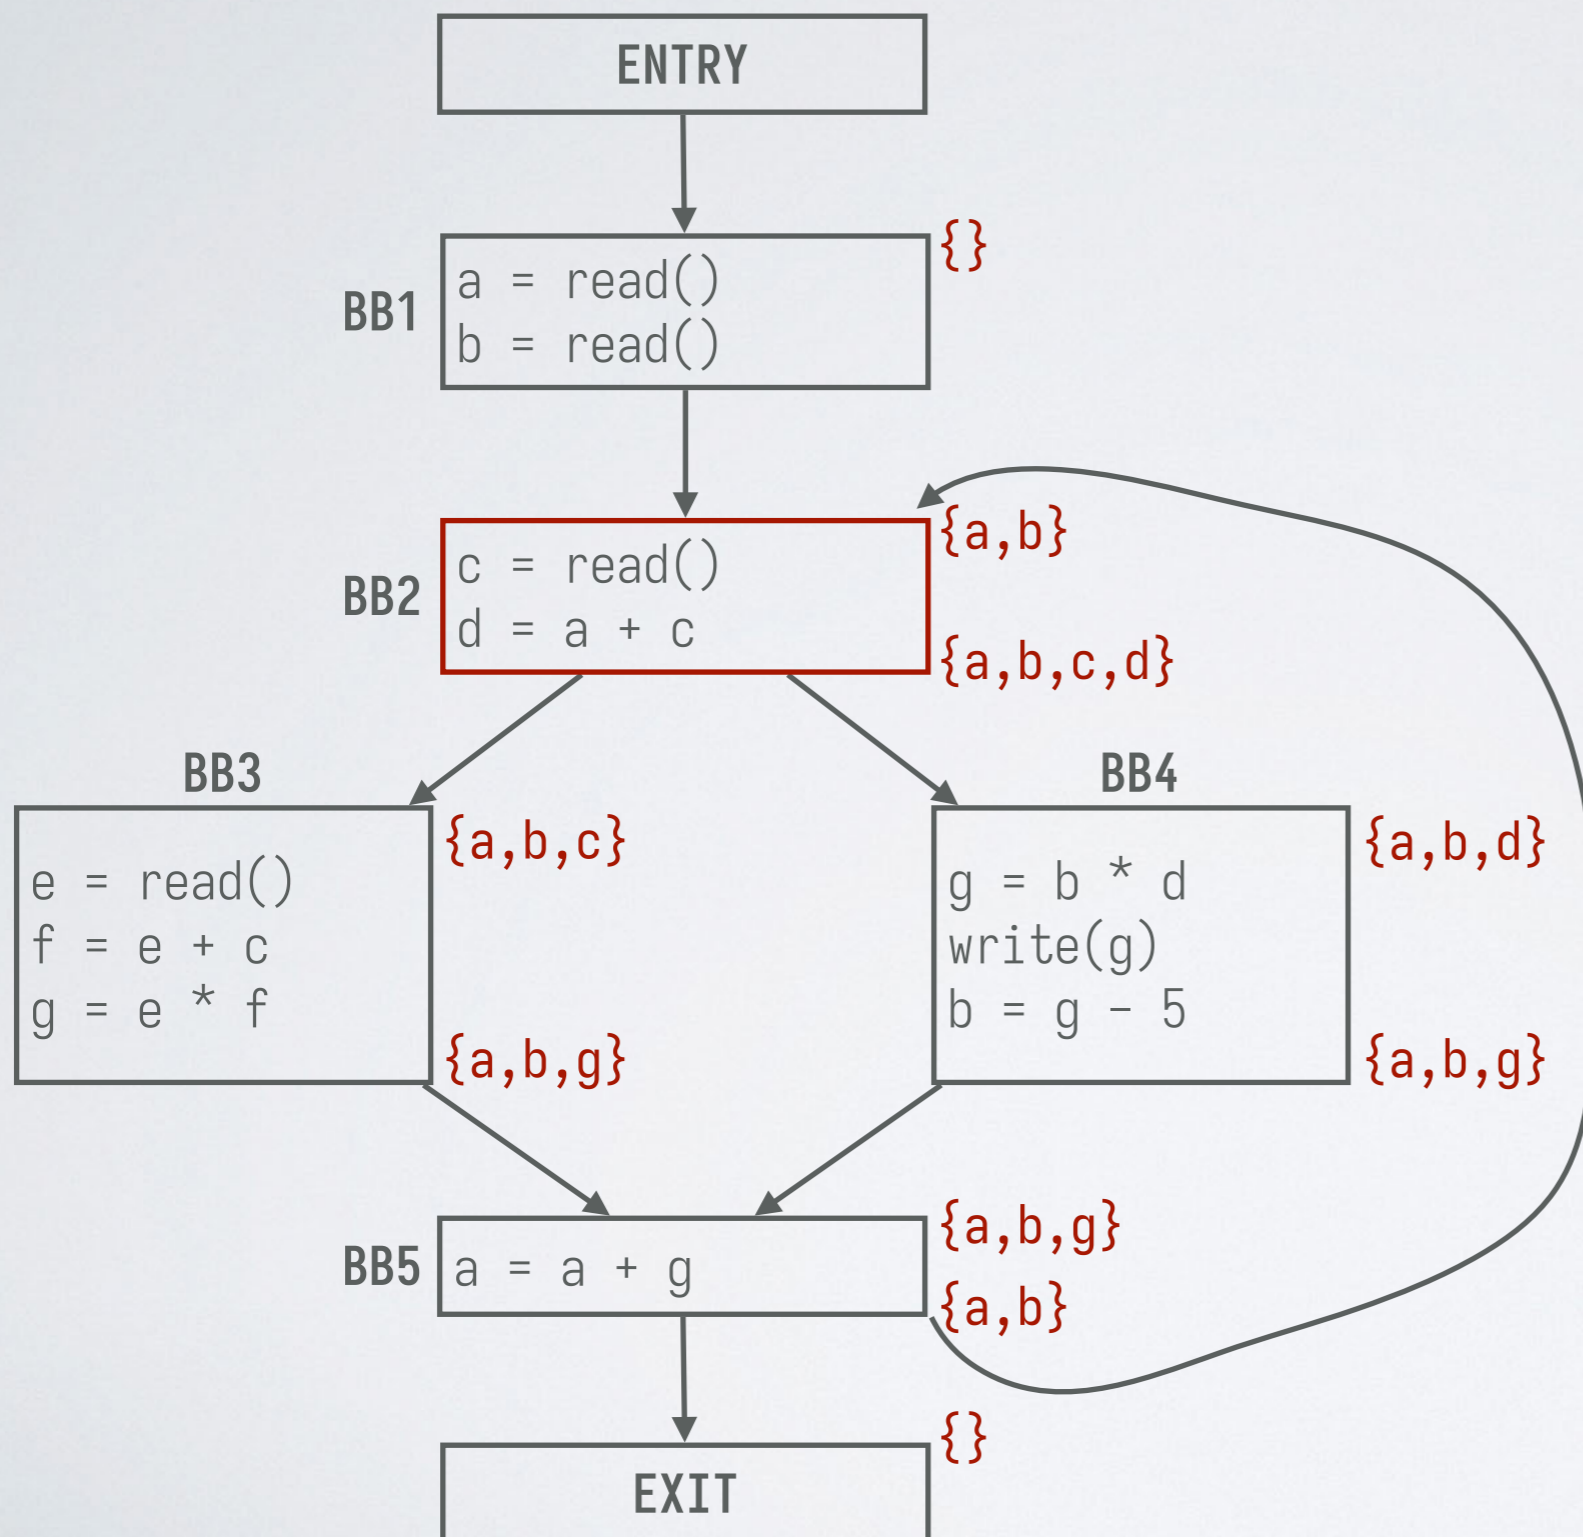 ENTRY
{}
BB1
a = read()
b = read()
{a,b}
BB2
c = read()
d = a + c
{a,b,c,d}
BB3
{a,b,c}
e = read()
f = e + c
g = e * f
{a,b,g}
BB4
{a,b,d}
g = b * d
write(g)
b = g - 5
{a,b,g}
{a,b,g}
BB5
a = a + g
{a,b}
{}
EXIT